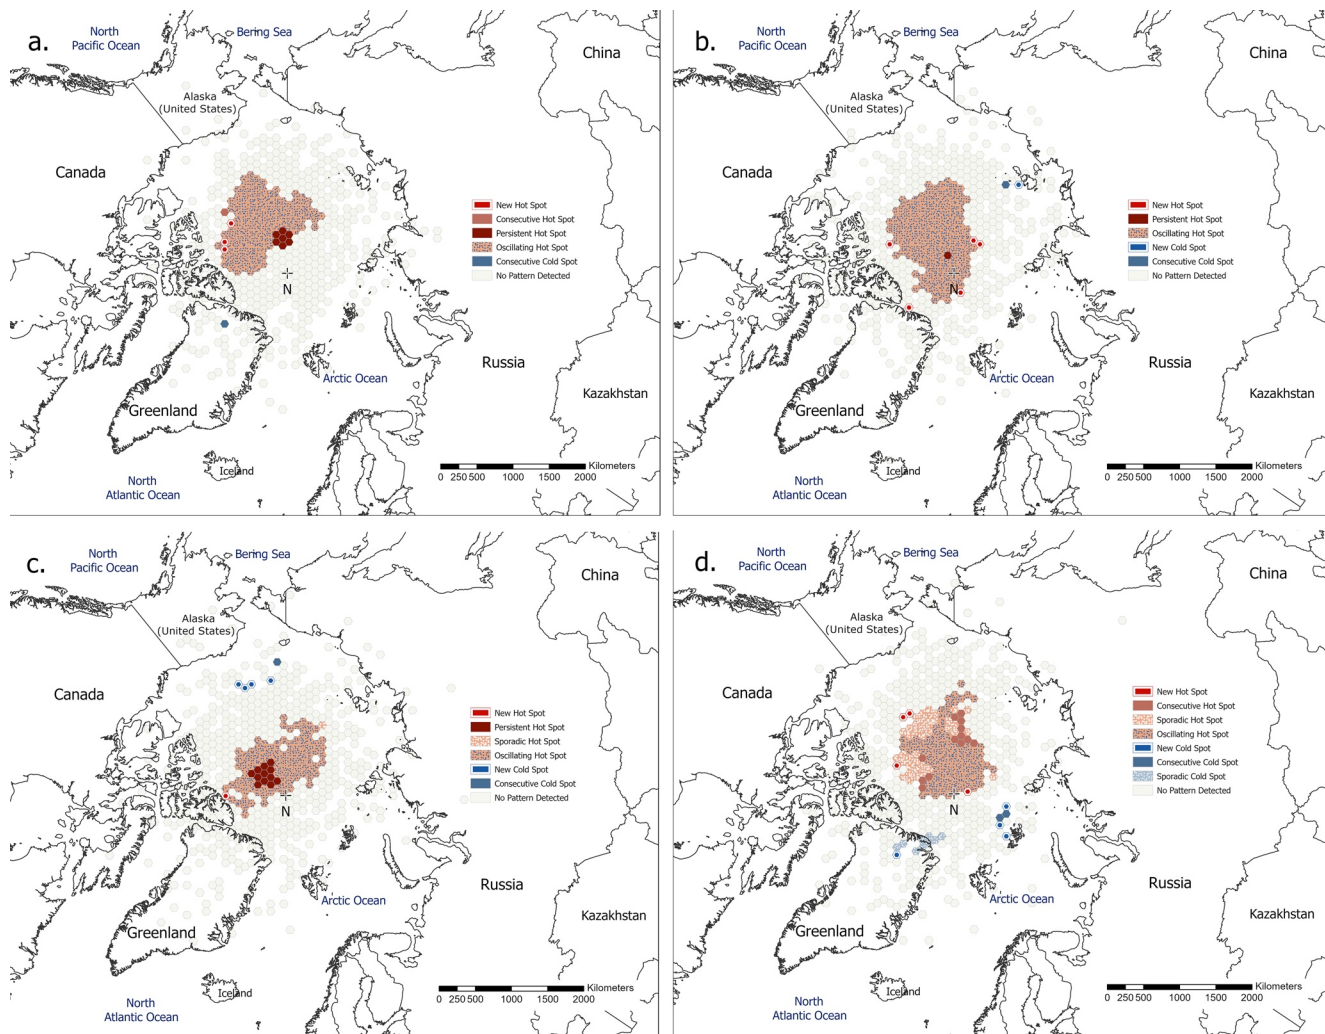 a.
North
Pacific Ocean
Bering Sea
China
Alaska
(United States)
Canada
New Hot Spot
Consecutive Hot Spot
Persistent Hot Spot
Oscillating Hot Spot
Consecutive Cold Spot
No Pattern Detected
N
Russia
Arctic Ocean
Kazakhstan
Greenland
Iceland
North
Atlantic Ocean
Kilometers
0 250 500 1000 1500 2000
b.
North
Pacific Ocean
Bering Sea
China
Alaska
(United States)
Canada
New Hot Spot
Persistent Hot Spot
Oscillating Hot Spot
New Cold Spot
Consecutive Cold Spot
No Pattern Detected
N
Russia
Arctic Ocean
Kazakhstan
Greenland
Iceland
North
Atlantic Ocean
Kilometers
0 250 500 1000 1500 2000
c.
North
Pacific Ocean
Bering Sea
China
Alaska
(United States)
Canada
New Hot Spot
Persistent Hot Spot
Sporadic Hot Spot
Oscillating Hot Spot
New Cold Spot
Consecutive Cold Spot
No Pattern Detected
N
Russia
Arctic Ocean
Kazakhstan
Greenland
Iceland
North
Atlantic Ocean
Kilometers
0 250 500 1000 1500 2000
d.
North
Pacific Ocean
Bering Sea
China
Alaska
(United States)
Canada
New Hot Spot
Consecutive Hot Spot
Sporadic Hot Spot
Oscillating Hot Spot
New Cold Spot
Consecutive Cold Spot
Sporadic Cold Spot
No Pattern Detected
N
Russia
Arctic Ocean
Kazakhstan
Greenland
Iceland
North
Atlantic Ocean
Kilometers
0 250 500 1000 1500 2000